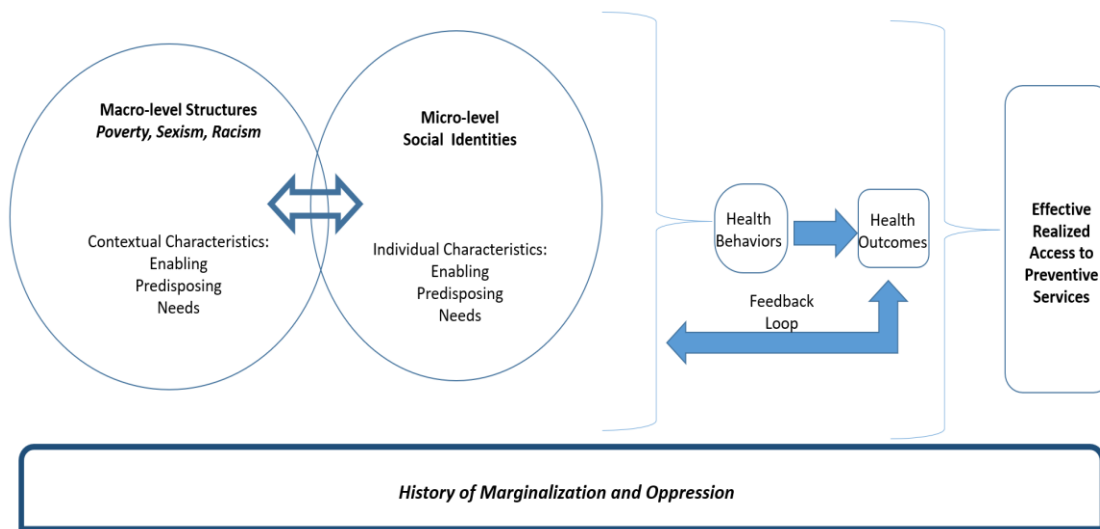 Macro-level Structures
Poverty, Sexism, Racism
Contextual Characteristics:
Enabling
Predisposing
Needs
Micro-level
Social Identities
Individual Characteristics:
Enabling
Predisposing
Needs
Health
Behaviors
Health
Outcomes
Feedback
Loop
Effective
Realized
Access to
Preventive
Services
History of Marginalization and Oppression